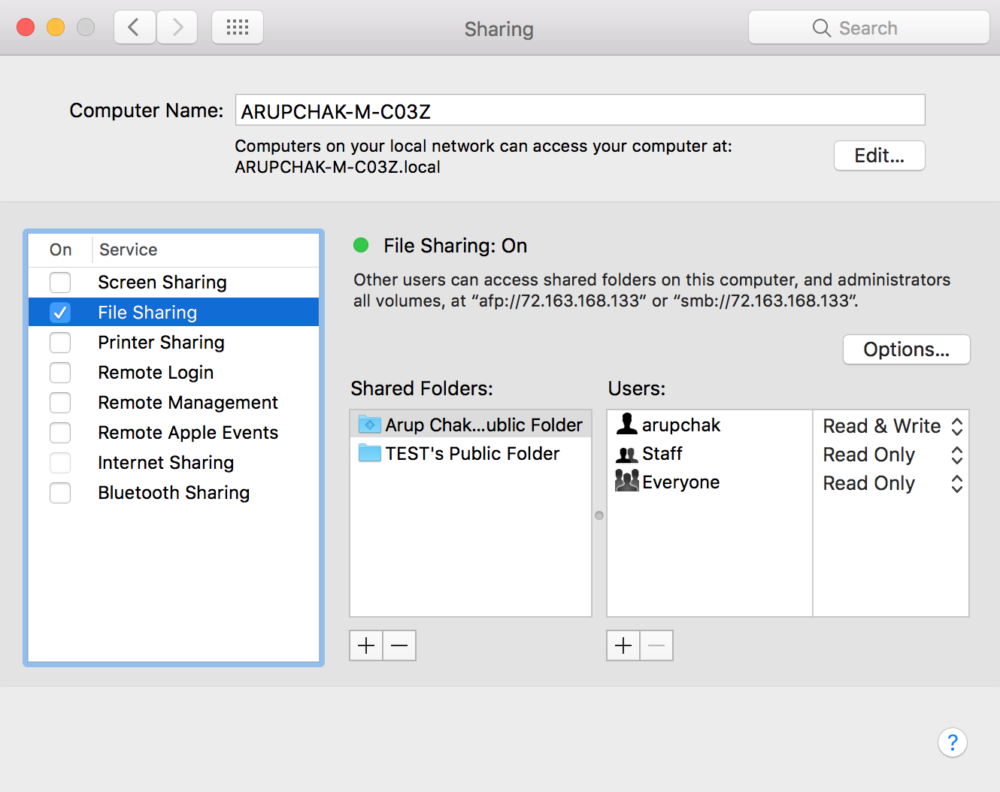 Sharing
Search
Computer Name:
ARUPCHAK-M-C03Z
Computers on your local network can access your computer at:
ARUPCHAK-M-C03Z.local
Edit...
On Service
Screen Sharing
File Sharing
Printer Sharing
Remote Login
Remote Management
Remote Apple Events
Internet Sharing
Bluetooth Sharing
File Sharing: On
Other users can access shared folders on this computer, and administrators
all volumes, at “afp://72.163.168.133” or “smb://72.163.168.133”.
Options...
Shared Folders:
Arup Chak...ublic Folder
TEST's Public Folder
Users:
arupchak Read & Write
Staff Read Only
Everyone Read Only
?